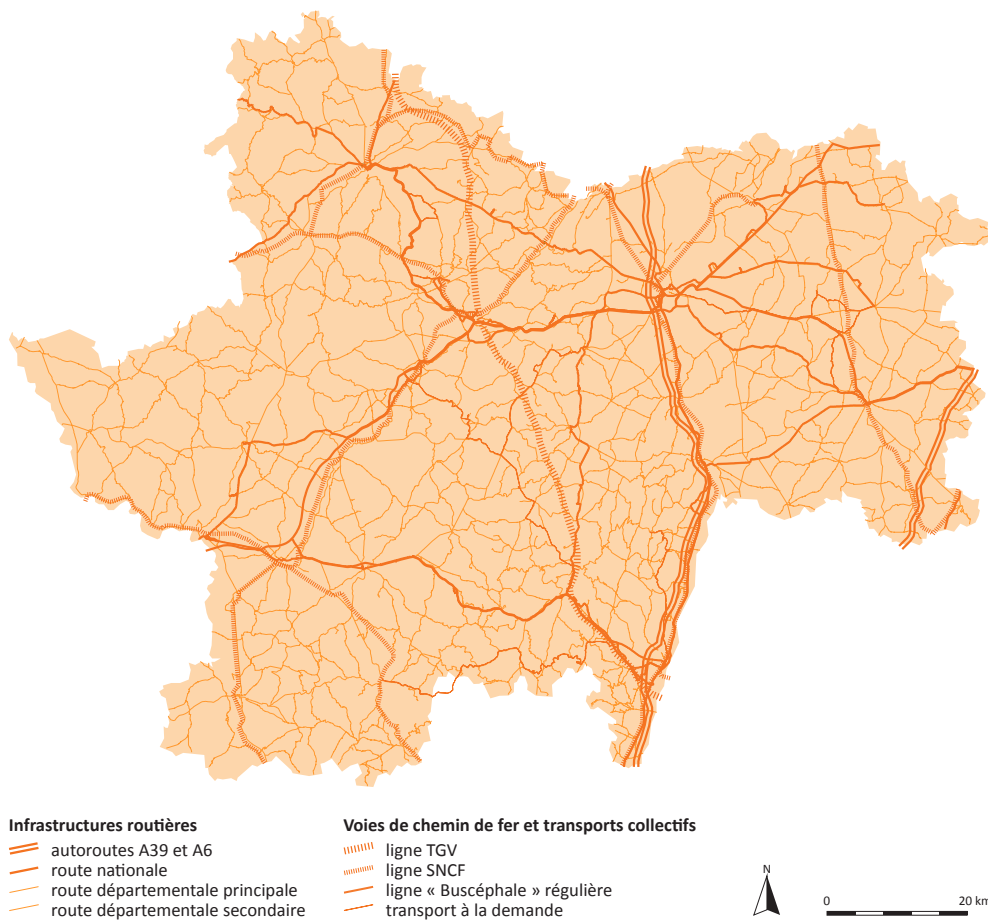 Infrastructures routières
autoroutes A39 et A6
route nationale
route départementale principale
route départementale secondaire
Voies de chemin de fer et transports collectifs
ligne TGV
ligne SNCF
ligne « Buscéphale » régulière
transport à la demande
N
0 20 km